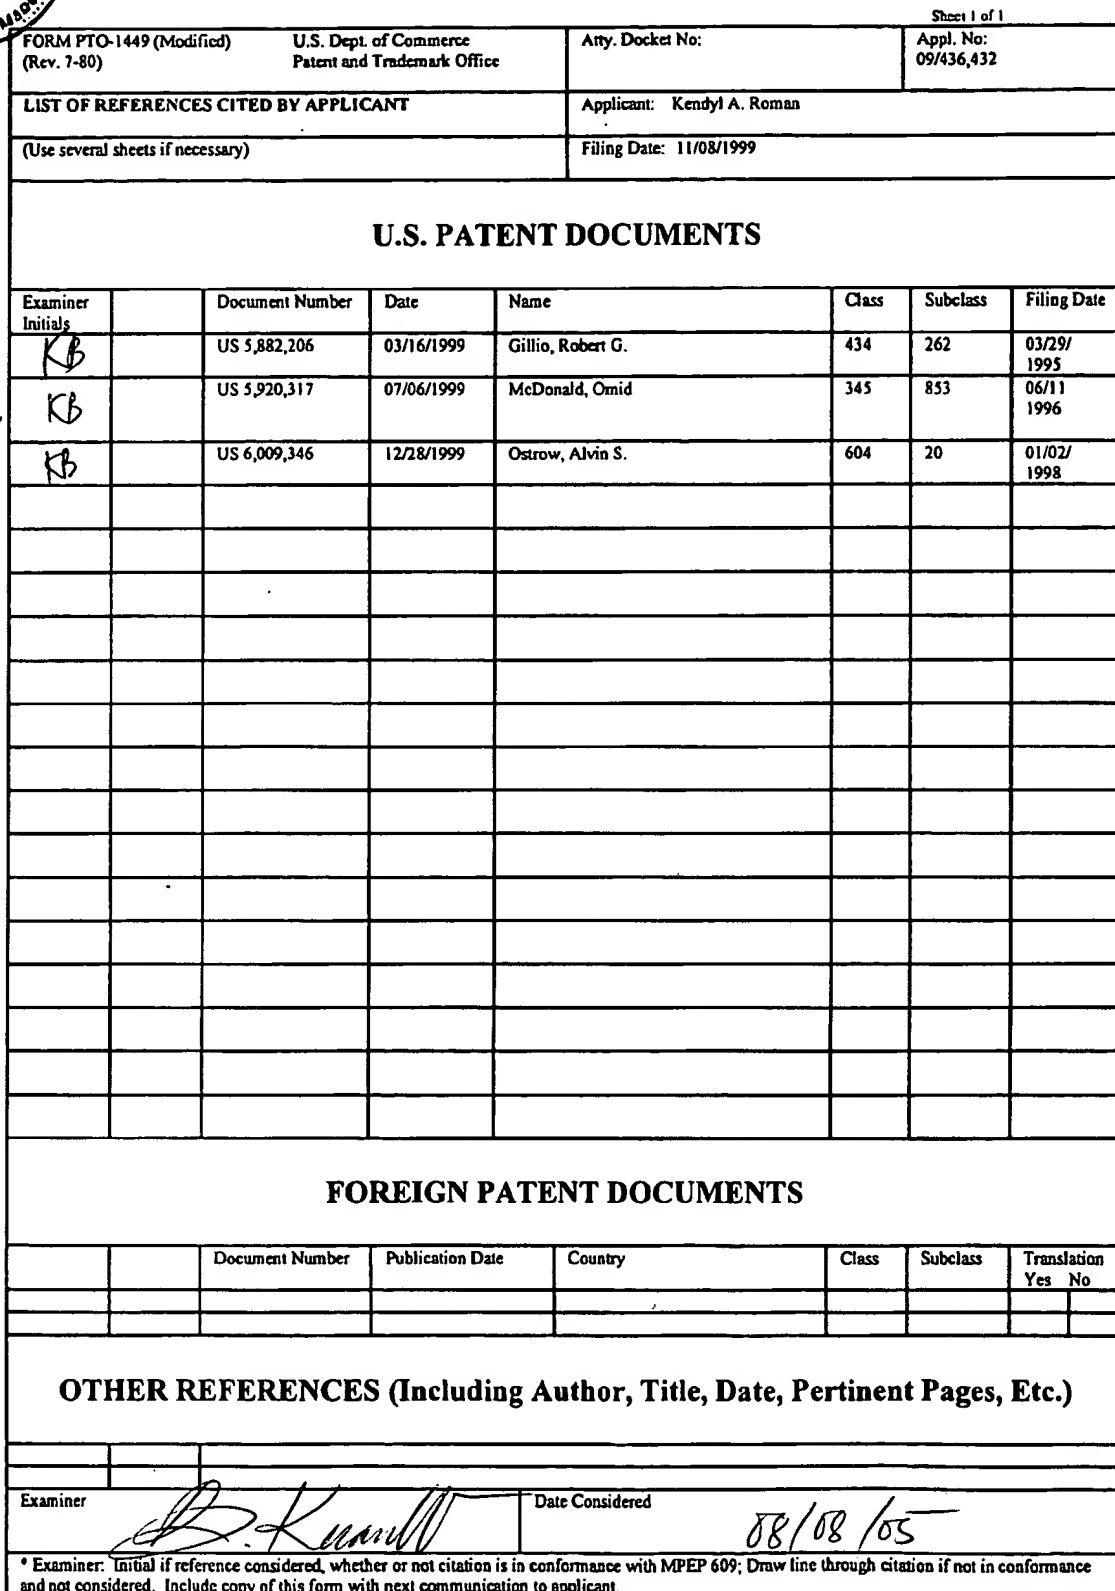 Sheet 1 of 1
FORM PTO-1449 (Modified) U.S. Dept. of Commerce Atty. Docket No: Appl. No:
(Rev. 7-80) Patent and Trademark Office 09/436,432
LIST OF REFERENCES CITED BY APPLICANT Applicant: Kendyl A. Roman
(Use several sheets if necessary) Filing Date: 11/08/1999
U.S. PATENT DOCUMENTS
Examiner Document Number Date Name Class Subclass Filing Date
Initials
KB US 5,882,206 03/16/1999 Gillio, Robert G. 434 262 03/29/
1995
KB US 5,920,317 07/06/1999 McDonald, Omid 345 853 06/11
1996
KB US 6,009,346 12/28/1999 Ostrow, Alvin S. 604 20 01/02/
1998
FOREIGN PATENT DOCUMENTS
Document Number Publication Date Country Class Subclass Translation
Yes No
OTHER REFERENCES (Including Author, Title, Date, Pertinent Pages, Etc.)
Examiner Date Considered
08/08/05
* Examiner: Initial if reference considered, whether or not citation is in conformance with MPEP 609; Draw line through citation if not in conformance
and not considered. Include copy of this form with next communication to applicant.